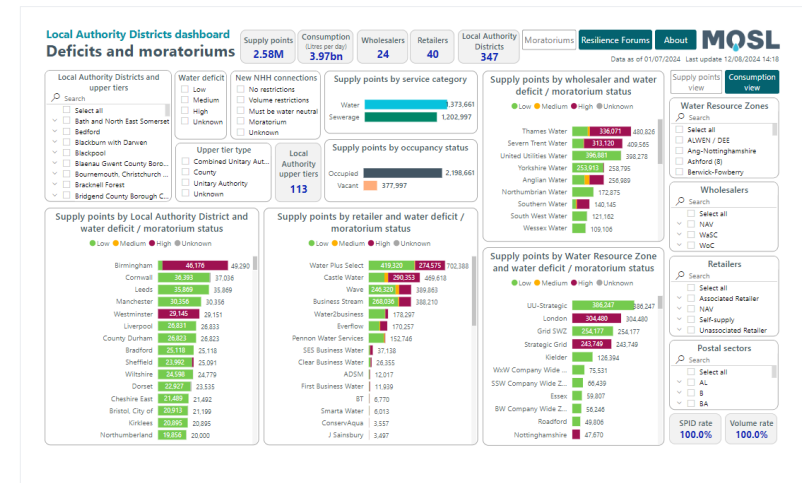 Local Authority Districts dashboard
Deficits and moratoriums
Supply points
2.58M
Consumption
(Litres per day)
3.97bn
Wholesalers
24
Retailers
40
Local Authority
Districts
347
Moratoriums
Resilience Forums
About
MOSL
Data as of 01/07/2024 Last update 12/08/2024 14:18
Local Authority Districts and
upper tiers
Search
Select all
Bath and North East Somerset
Bedford
Blackburn with Darwen
Blackpool
Blaenau Gwent County Boro...
Bournemouth, Christchurch ...
Bracknell Forest
Bridgend County Borough C...
Water deficit
Low
Medium
High
Unknown
New NHH connections
No restrictions
Volume restrictions
Must be water neutral
Moratorium
Unknown
Upper tier type
Combined Unitary Aut...
County
Unitary Authority
Unknown
Local
Authority
upper tiers
113
Supply points by service category
Water 1,373,661
Sewerage 1,202,997
Supply points by occupancy status
Occupied 2,198,661
Vacant 377,997
Supply points by wholesaler and water
deficit / moratorium status
Low Medium High Unknown
Thames Water 336,071 480,826
Severn Trent Water 313,120 409,565
United Utilities Water 396,881 398,278
Yorkshire Water 253,913 258,795
Anglian Water 256,989
Northumbrian Water 172,875
Southern Water 140,145
South West Water 121,162
Wessex Water 109,106
Supply points
view
Consumption
view
Water Resource Zones
Search
Select all
ALWEN / DEE
Ang-Nottinghamshire
Ashford (8)
Berwick-Fowberry
Wholesalers
Search
Select all
NAV
WaSC
WoC
Retailers
Search
Select all
Associated Retailer
NAV
Self-supply
Unassociated Retailer
Postal sectors
Search
Select all
AL
B
BA
SPID rate
100.0%
Volume rate
100.0%
Supply points by Local Authority District and
water deficit / moratorium status
Low Medium High Unknown
Birmingham 46,176 49,290
Cornwall 36,393 37,036
Leeds 35,869 35,869
Manchester 30,356 30,356
Westminster 29,145 29,151
Liverpool 26,831 26,833
County Durham 26,823 26,823
Bradford 25,118 25,118
Sheffield 23,992 25,091
Wiltshire 24,598 24,779
Dorset 22,927 23,535
Cheshire East 21,489 21,492
Bristol, City of 20,913 21,199
Kirklees 20,895 20,895
Northumberland 19,856 20,000
Supply points by retailer and water deficit /
moratorium status
Low Medium High Unknown
Water Plus Select 419,320 274,575 702,388
Castle Water 290,353 469,618
Wave 246,320 389,863
Business Stream 268,036 388,210
Water2business 178,297
Everflow 170,257
Pennon Water Services 152,746
SES Business Water 37,138
Clear Business Water 26,355
ADSM 12,017
First Business Water 11,939
BT 6,770
Smarta Water 6,013
ConservAqua 3,557
J Sainsbury 3,497
Supply points by Water Resource Zone
and water deficit / moratorium status
Low Medium High Unknown
UU-Strategic 386,247 386,247
London 304,480 304,480
Grid SWZ 254,177 254,177
Strategic Grid 243,749 243,749
Kielder 126,394
WxW Company Wide ... 75,531
SSW Company Wide Z... 66,439
Essex 59,807
BW Company Wide Z... 56,246
Roadford 49,806
Nottinghamshire 47,670